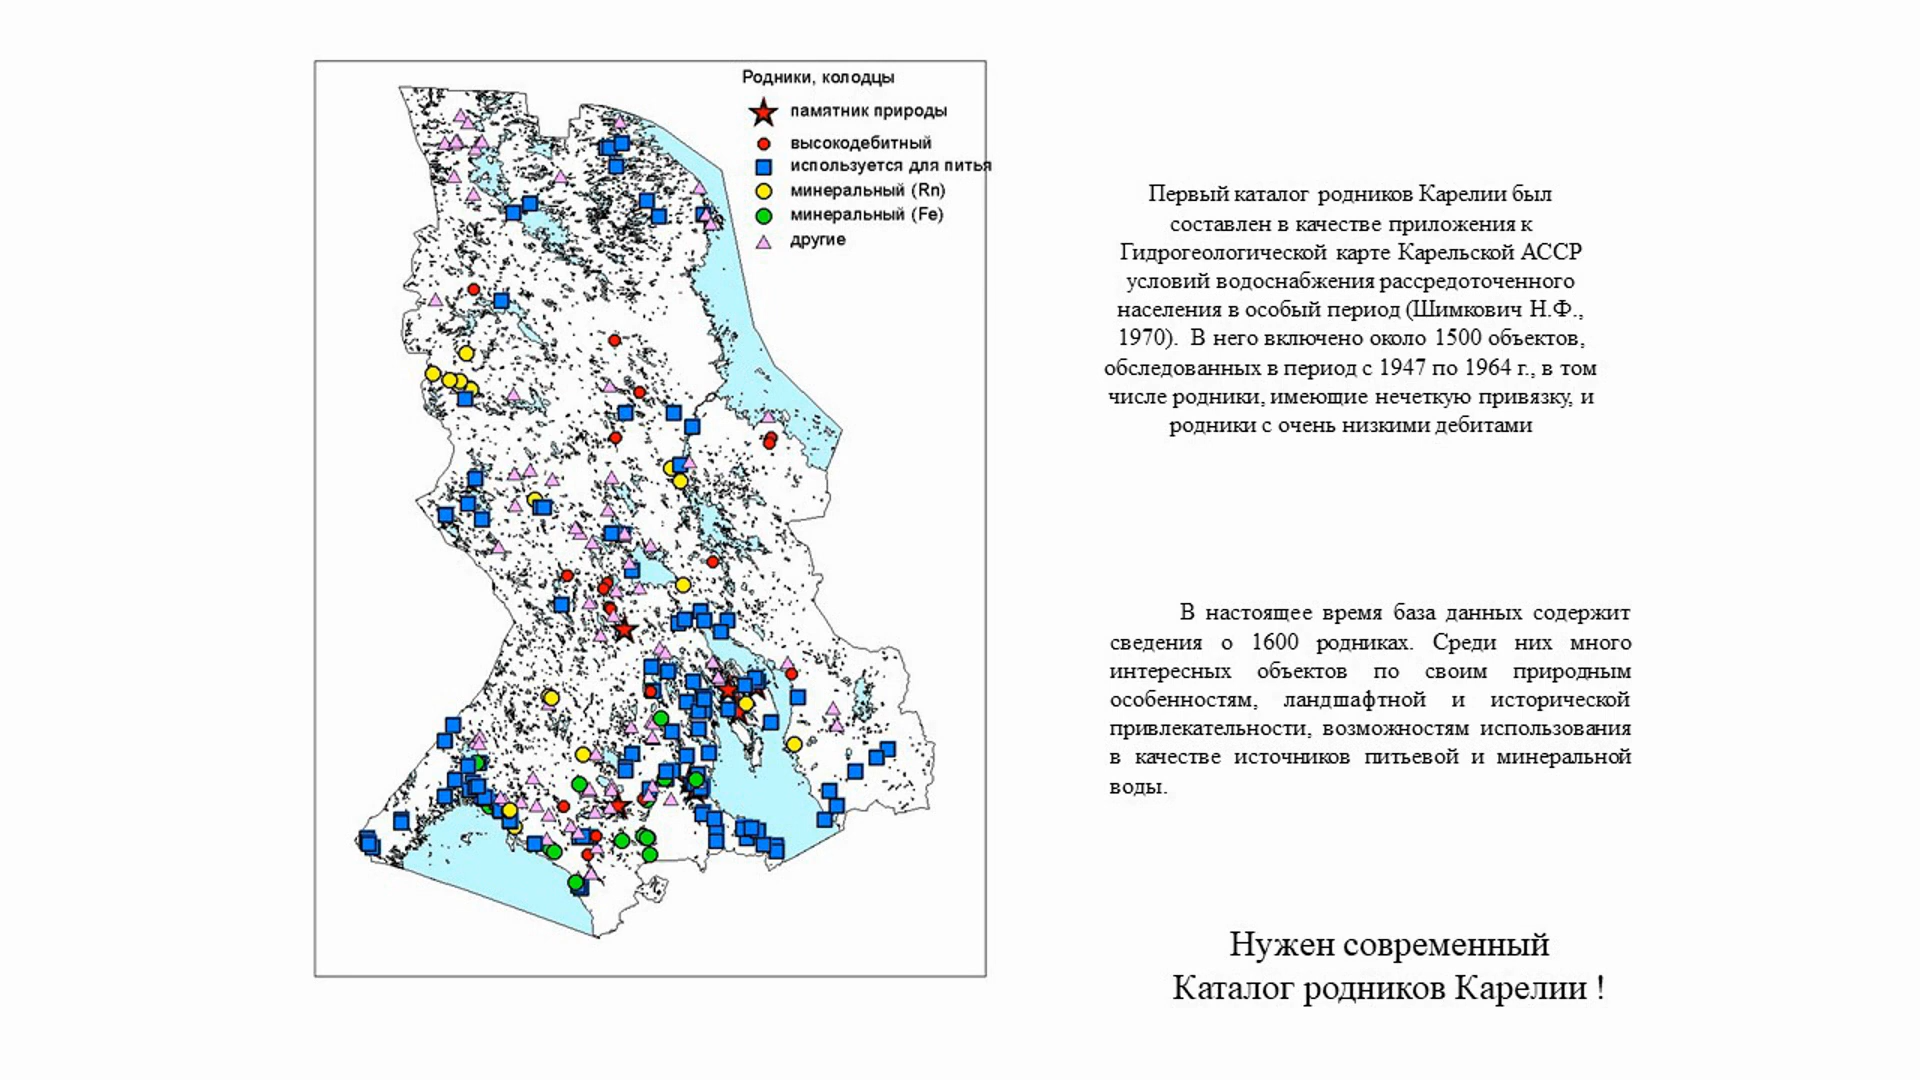 Родники, колодцы
памятник природы
высокодебитный
используется для питья
минеральный (Rn)
минеральный (Fe)
другие
Первый каталог родников Карелии был
составлен в качестве приложения к
Гидрогеологической карте Карельской АССР
условий водоснабжения рассредоточенного
населения в особый период (Шимкович Н.Ф.,
1970). В него включено около 1500 объектов,
обследованных в период с 1947 по 1964 г., в том
числе родники, имеющие нечеткую привязку, и
родники с очень низкими дебитами
В настоящее время база данных содержит
сведения о 1600 родниках. Среди них много
интересных объектов по своим природным
особенностям, ландшафтной и исторической
привлекательности, возможностям использования
в качестве источников питьевой и минеральной
воды.
Нужен современный
Каталог родников Карелии !